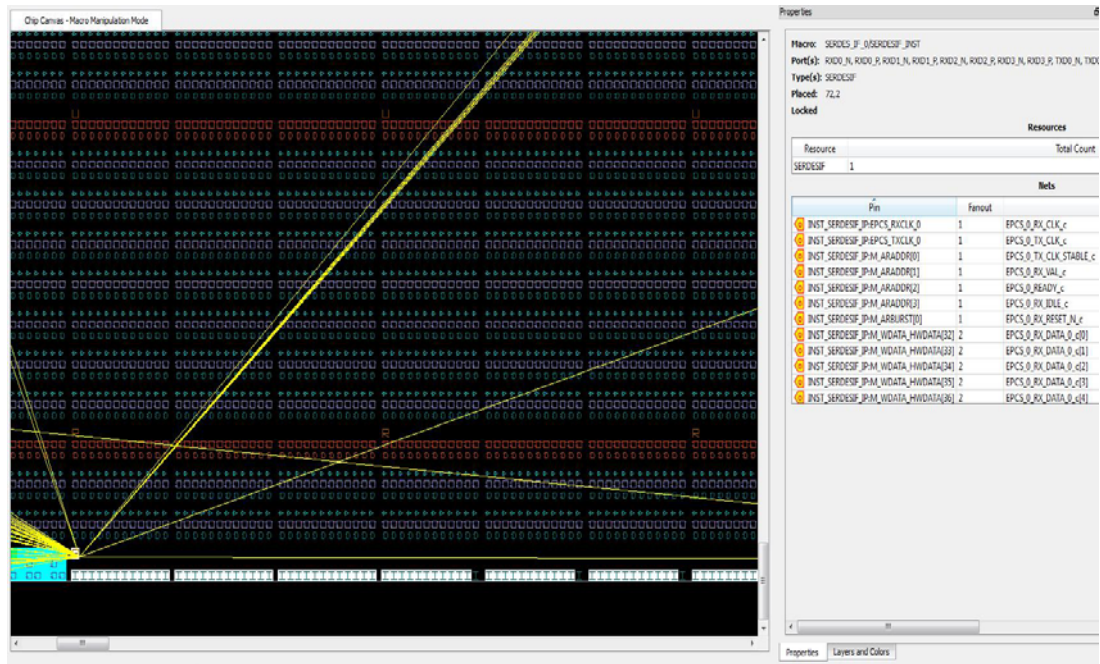 Chip Canvas - Macro Manipulation Mode
Properties
Macro: SERDES_IF_0/SERDESIF_INST
Port(s): RXD0_N, RXD0_P, RXD1_N, RXD1_P, RXD2_N, RXD2_P, RXD3_N, RXD3_P, TXD0_N, TXD0
Type(s): SERDESIF
Placed: 72,2
Locked
Resources
Resource Total Count
SERDESIF 1
Nets
Pin Fanout
INST_SERDESIF_IP:EPCS_RXCLK_0 1 EPCS_0_RX_CLK_c
INST_SERDESIF_IP:EPCS_TXCLK_0 1 EPCS_0_TX_CLK_c
INST_SERDESIF_IP:M_ARADDR[0] 1 EPCS_0_TX_CLK_STABLE_c
INST_SERDESIF_IP:M_ARADDR[1] 1 EPCS_0_RX_VAL_c
INST_SERDESIF_IP:M_ARADDR[2] 1 EPCS_0_READY_c
INST_SERDESIF_IP:M_ARADDR[3] 1 EPCS_0_RX_IDLE_c
INST_SERDESIF_IP:M_ARBURST[0] 1 EPCS_0_RX_RESET_N_c
INST_SERDESIF_IP:M_WDATA_HWDATA[32] 2 EPCS_0_RX_DATA_0_c[0]
INST_SERDESIF_IP:M_WDATA_HWDATA[33] 2 EPCS_0_RX_DATA_0_c[1]
INST_SERDESIF_IP:M_WDATA_HWDATA[34] 2 EPCS_0_RX_DATA_0_c[2]
INST_SERDESIF_IP:M_WDATA_HWDATA[35] 2 EPCS_0_RX_DATA_0_c[3]
INST_SERDESIF_IP:M_WDATA_HWDATA[36] 2 EPCS_0_RX_DATA_0_c[4]
Properties Layers and Colors